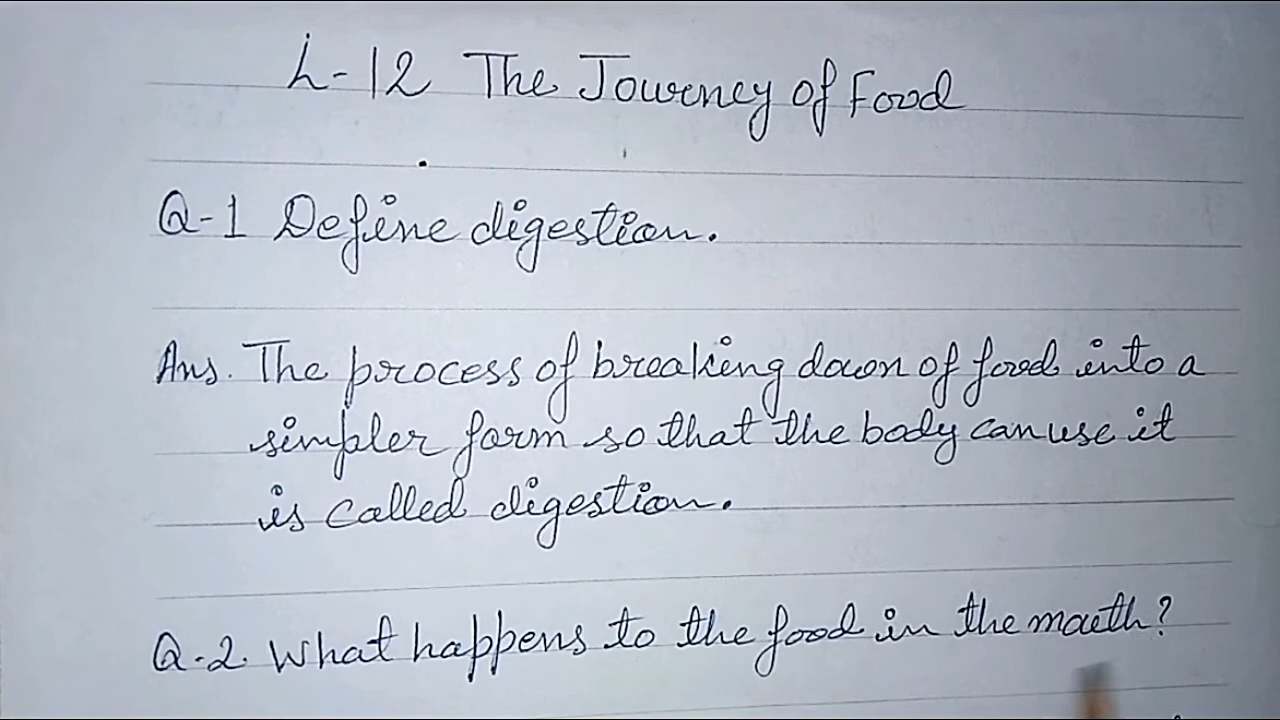 L-12 The Journey of Food
Q-1 Define digestion.
Ans. The process of breaking down of food into a
simpler form so that the body can use it
is called digestion.
Q.2. What happens to the food in the mouth?